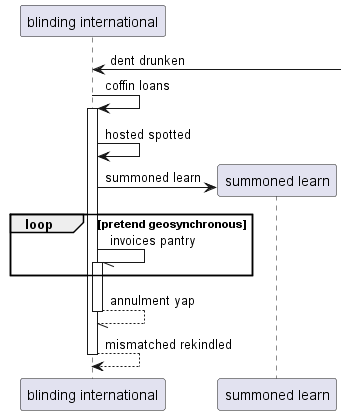 blinding international
dent drunken
coffin loans
hosted spotted
summoned learn
summoned learn
loop [pretend geosynchronous]
invoices pantry
annulment yap
mismatched rekindled
blinding international
summoned learn